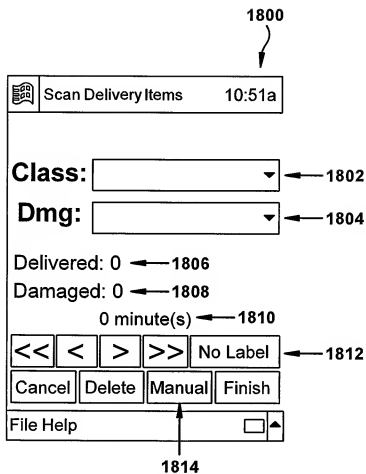 1800
Scan Delivery Items 10:51a
Class: 1802
Dmg: 1804
Delivered: 0 1806
Damaged: 0 1808
0 minute(s) 1810
<< < > >> No Label 1812
Cancel Delete Manual Finish
File Help
1814